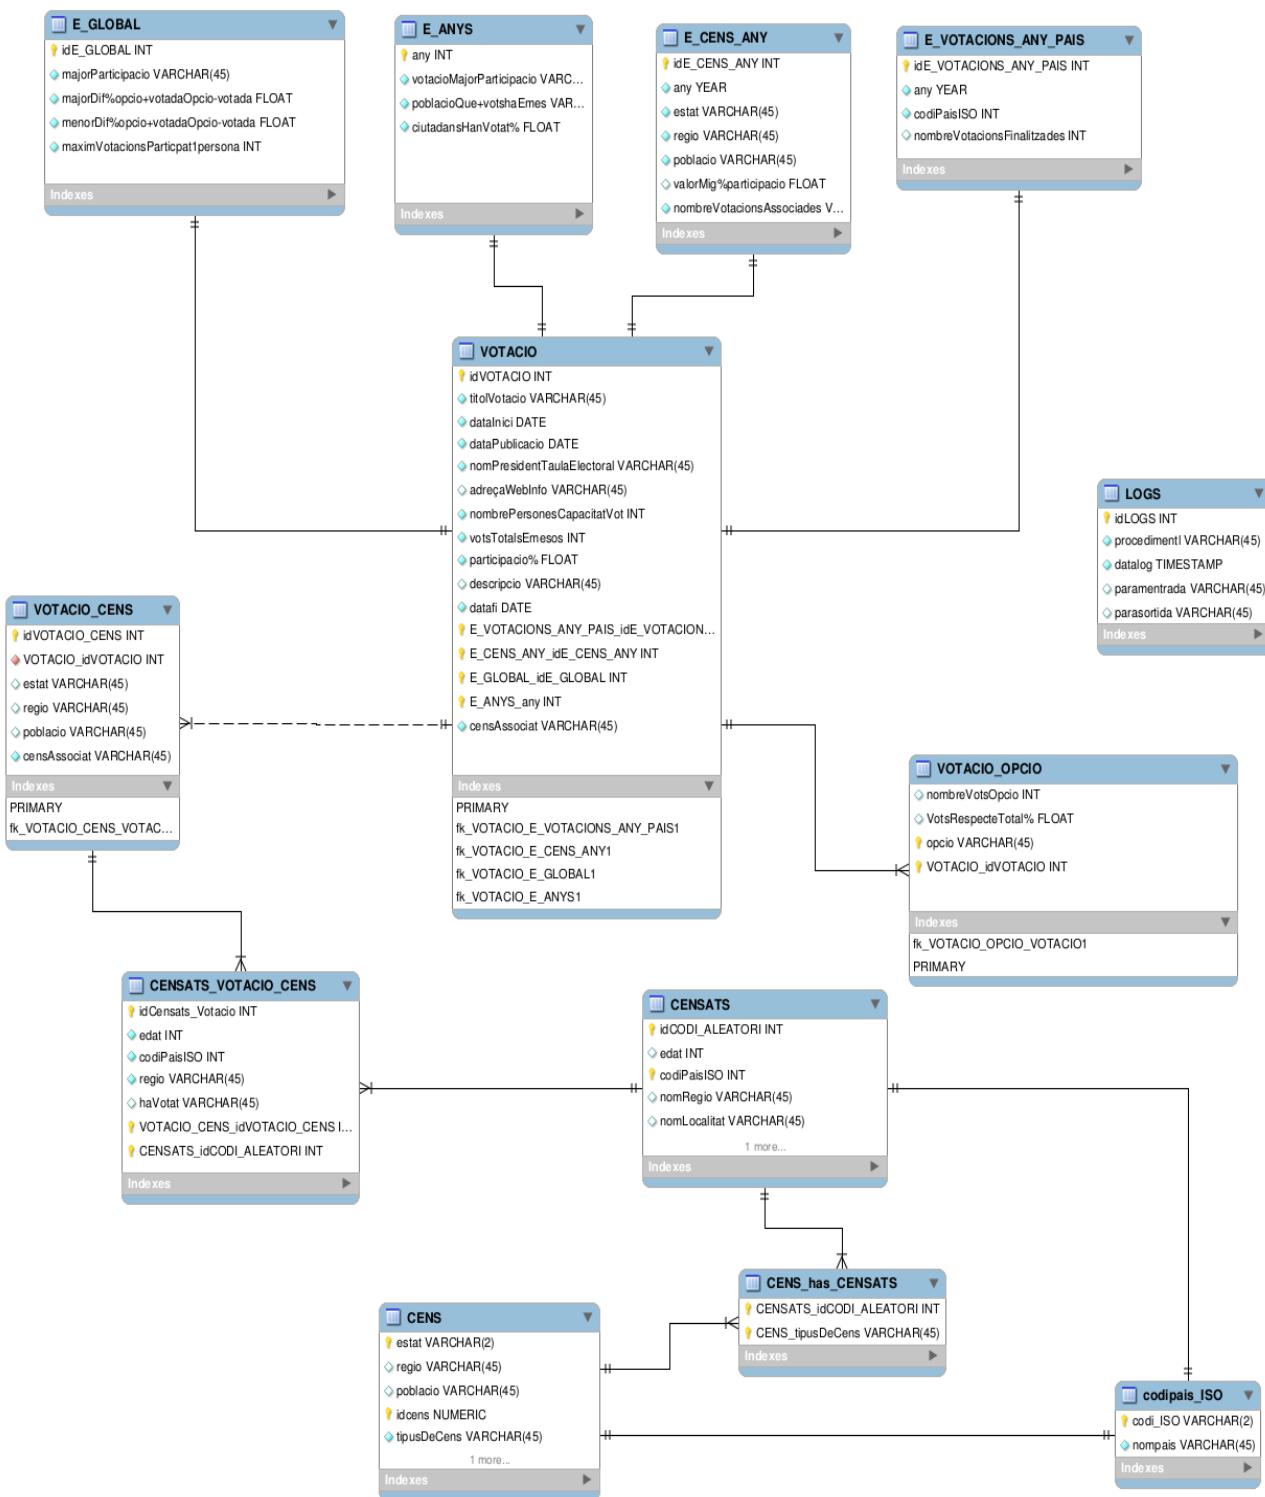 E_GLOBAL
idE_GLOBAL INT
majorParticipacio VARCHAR(45)
majorDif%opcio+votadaOpcio-votada FLOAT
menorDif%opcio+votadaOpcio-votada FLOAT
maximVotacionsParticpat1persona INT
Indexes
E_ANYS
any INT
votacioMajorParticipacio VARC...
poblacioQue+votshaEmes VAR...
ciutadansHanVotat% FLOAT
Indexes
E_CENS_ANY
idE_CENS_ANY INT
any YEAR
estat VARCHAR(45)
regio VARCHAR(45)
poblacio VARCHAR(45)
valorMig%participacio FLOAT
nombreVotacionsAssociades V...
Indexes
E_VOTACIONS_ANY_PAIS
idE_VOTACIONS_ANY_PAIS INT
any YEAR
codiPaisISO INT
nombreVotacionsFinalitzades INT
Indexes
VOTACIO
idVOTACIO INT
titolVotacio VARCHAR(45)
dataInici DATE
dataPublicacio DATE
nomPresidentTaulaElectoral VARCHAR(45)
adreçaWebInfo VARCHAR(45)
nombrePersonesCapacitatVot INT
votsTotalsEmesos INT
participacio% FLOAT
descripcio VARCHAR(45)
datafi DATE
E_VOTACIONS_ANY_PAIS_idE_VOTACION...
E_CENS_ANY_idE_CENS_ANY INT
E_GLOBAL_idE_GLOBAL INT
E_ANYS_any INT
censAssociat VARCHAR(45)
Indexes
PRIMARY
fk_VOTACIO_E_VOTACIONS_ANY_PAIS1
fk_VOTACIO_E_CENS_ANY1
fk_VOTACIO_E_GLOBAL1
fk_VOTACIO_E_ANYS1
LOGS
idLOGS INT
procedimentl VARCHAR(45)
datalog TIMESTAMP
paramentrada VARCHAR(45)
parasortida VARCHAR(45)
Indexes
VOTACIO_CENS
idVOTACIO_CENS INT
VOTACIO_idVOTACIO INT
estat VARCHAR(45)
regio VARCHAR(45)
poblacio VARCHAR(45)
censAssociat VARCHAR(45)
Indexes
PRIMARY
fk_VOTACIO_CENS_VOTAC...
VOTACIO_OPCIO
nombreVotsOpcio INT
VotsRespecteTotal% FLOAT
opcio VARCHAR(45)
VOTACIO_idVOTACIO INT
Indexes
fk_VOTACIO_OPCIO_VOTACIO1
PRIMARY
CENSATS_VOTACIO_CENS
idCensats_Votacio INT
edat INT
codiPaisISO INT
regio VARCHAR(45)
haVotat VARCHAR(45)
VOTACIO_CENS_idVOTACIO_CENS I...
CENSATS_idCODI_ALEATORI INT
Indexes
CENSATS
idCODI_ALEATORI INT
edat INT
codiPaisISO INT
nomRegio VARCHAR(45)
nomLocalitat VARCHAR(45)
1 more...
Indexes
CENS_has_CENSATS
CENSATS_idCODI_ALEATORI INT
CENS_tipusDeCens VARCHAR(45)
Indexes
CENS
estat VARCHAR(2)
regio VARCHAR(45)
poblacio VARCHAR(45)
idcens NUMERIC
tipusDeCens VARCHAR(45)
1 more...
Indexes
codipais_ISO
codi_ISO VARCHAR(2)
nompais VARCHAR(45)
Indexes